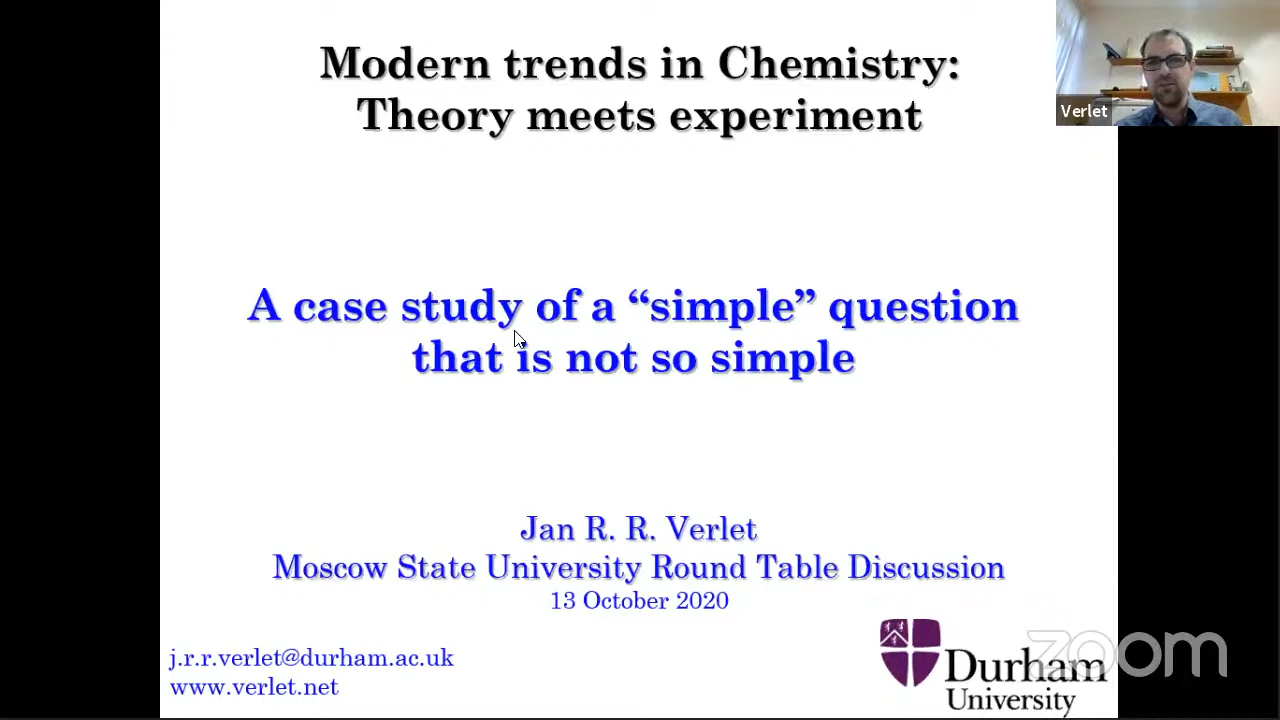 Modern trends in Chemistry:
Theory meets experiment
Verlet
A case study of a “simple” question
that is not so simple
Jan R. R. Verlet
Moscow State University Round Table Discussion
13 October 2020
j.r.r.verlet@durham.ac.uk
www.verlet.net
Durham
University
zoom